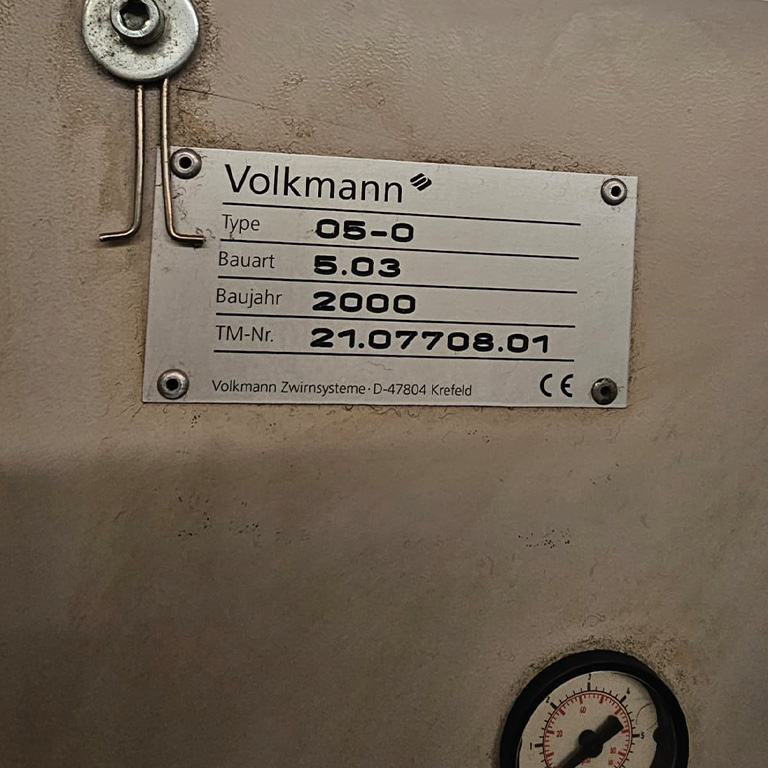 Volkmann
Type 05-0
Bauart 5.03
Baujahr 2000
TM-Nr. 21.07708.01
Volkmann Zwirnsysteme · D-47804 Krefeld CE